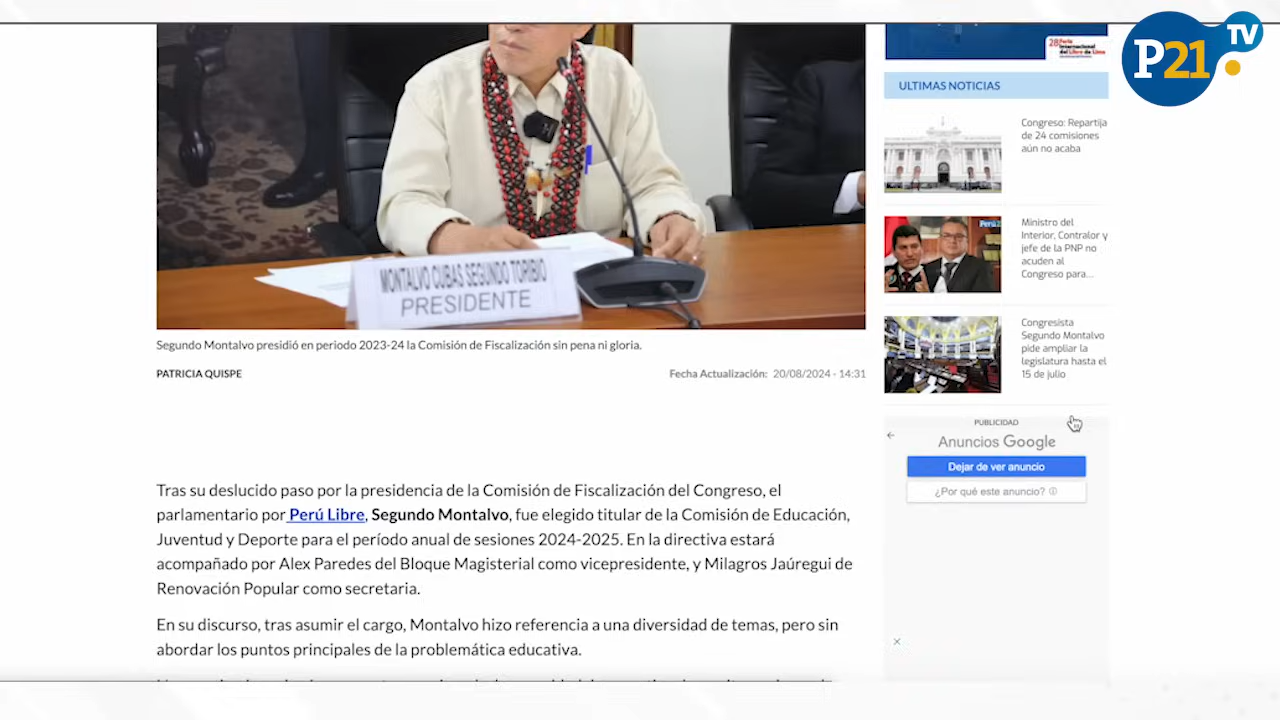 P21
TV
28 Feria
Internacional
del Libro de Lima
ULTIMAS NOTICIAS
Congreso: Repartija
de 24 comisiones
aún no acaba
Ministro del
Interior, Contralor y
jefe de la PNP no
acuden al
Congreso para...
Congresista
Segundo Montalvo
pide ampliar la
legislatura hasta el
15 de julio
MONTALVO CUBAS SEGUNDO TORIBIO
PRESIDENTE
Segundo Montalvo presidió en periodo 2023-24 la Comisión de Fiscalización sin pena ni gloria.
PATRICIA QUISPE
Fecha Actualización: 20/08/2024 - 14:31
PUBLICIDAD
Anuncios Google
Dejar de ver anuncio
¿Por qué este anuncio?
Tras su deslucido paso por la presidencia de la Comisión de Fiscalización del Congreso, el
parlamentario por Perú Libre, Segundo Montalvo, fue elegido titular de la Comisión de Educación,
Juventud y Deporte para el período anual de sesiones 2024-2025. En la directiva estará
acompañado por Alex Paredes del Bloque Magisterial como vicepresidente, y Milagros Jaúregui de
Renovación Popular como secretaria.
En su discurso, tras asumir el cargo, Montalvo hizo referencia a una diversidad de temas, pero sin
abordar los puntos principales de la problemática educativa.